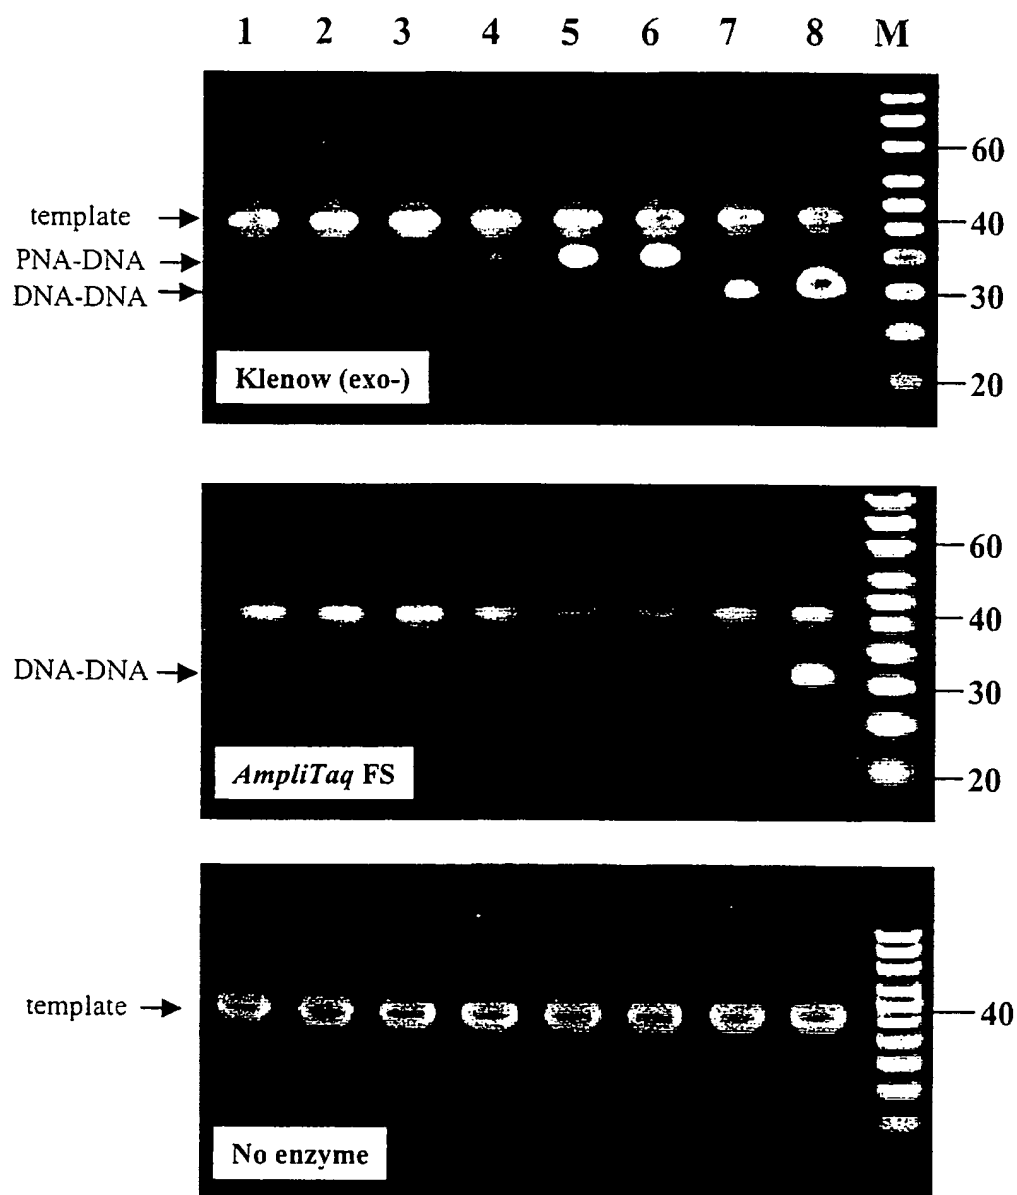 1 2 3 4 5 6 7 8 M
60
template
40
PNA-DNA
DNA-DNA
30
20
Klenow (exo-)
60
40
DNA-DNA
30
20
AmpliTaq FS
template
40
No enzyme